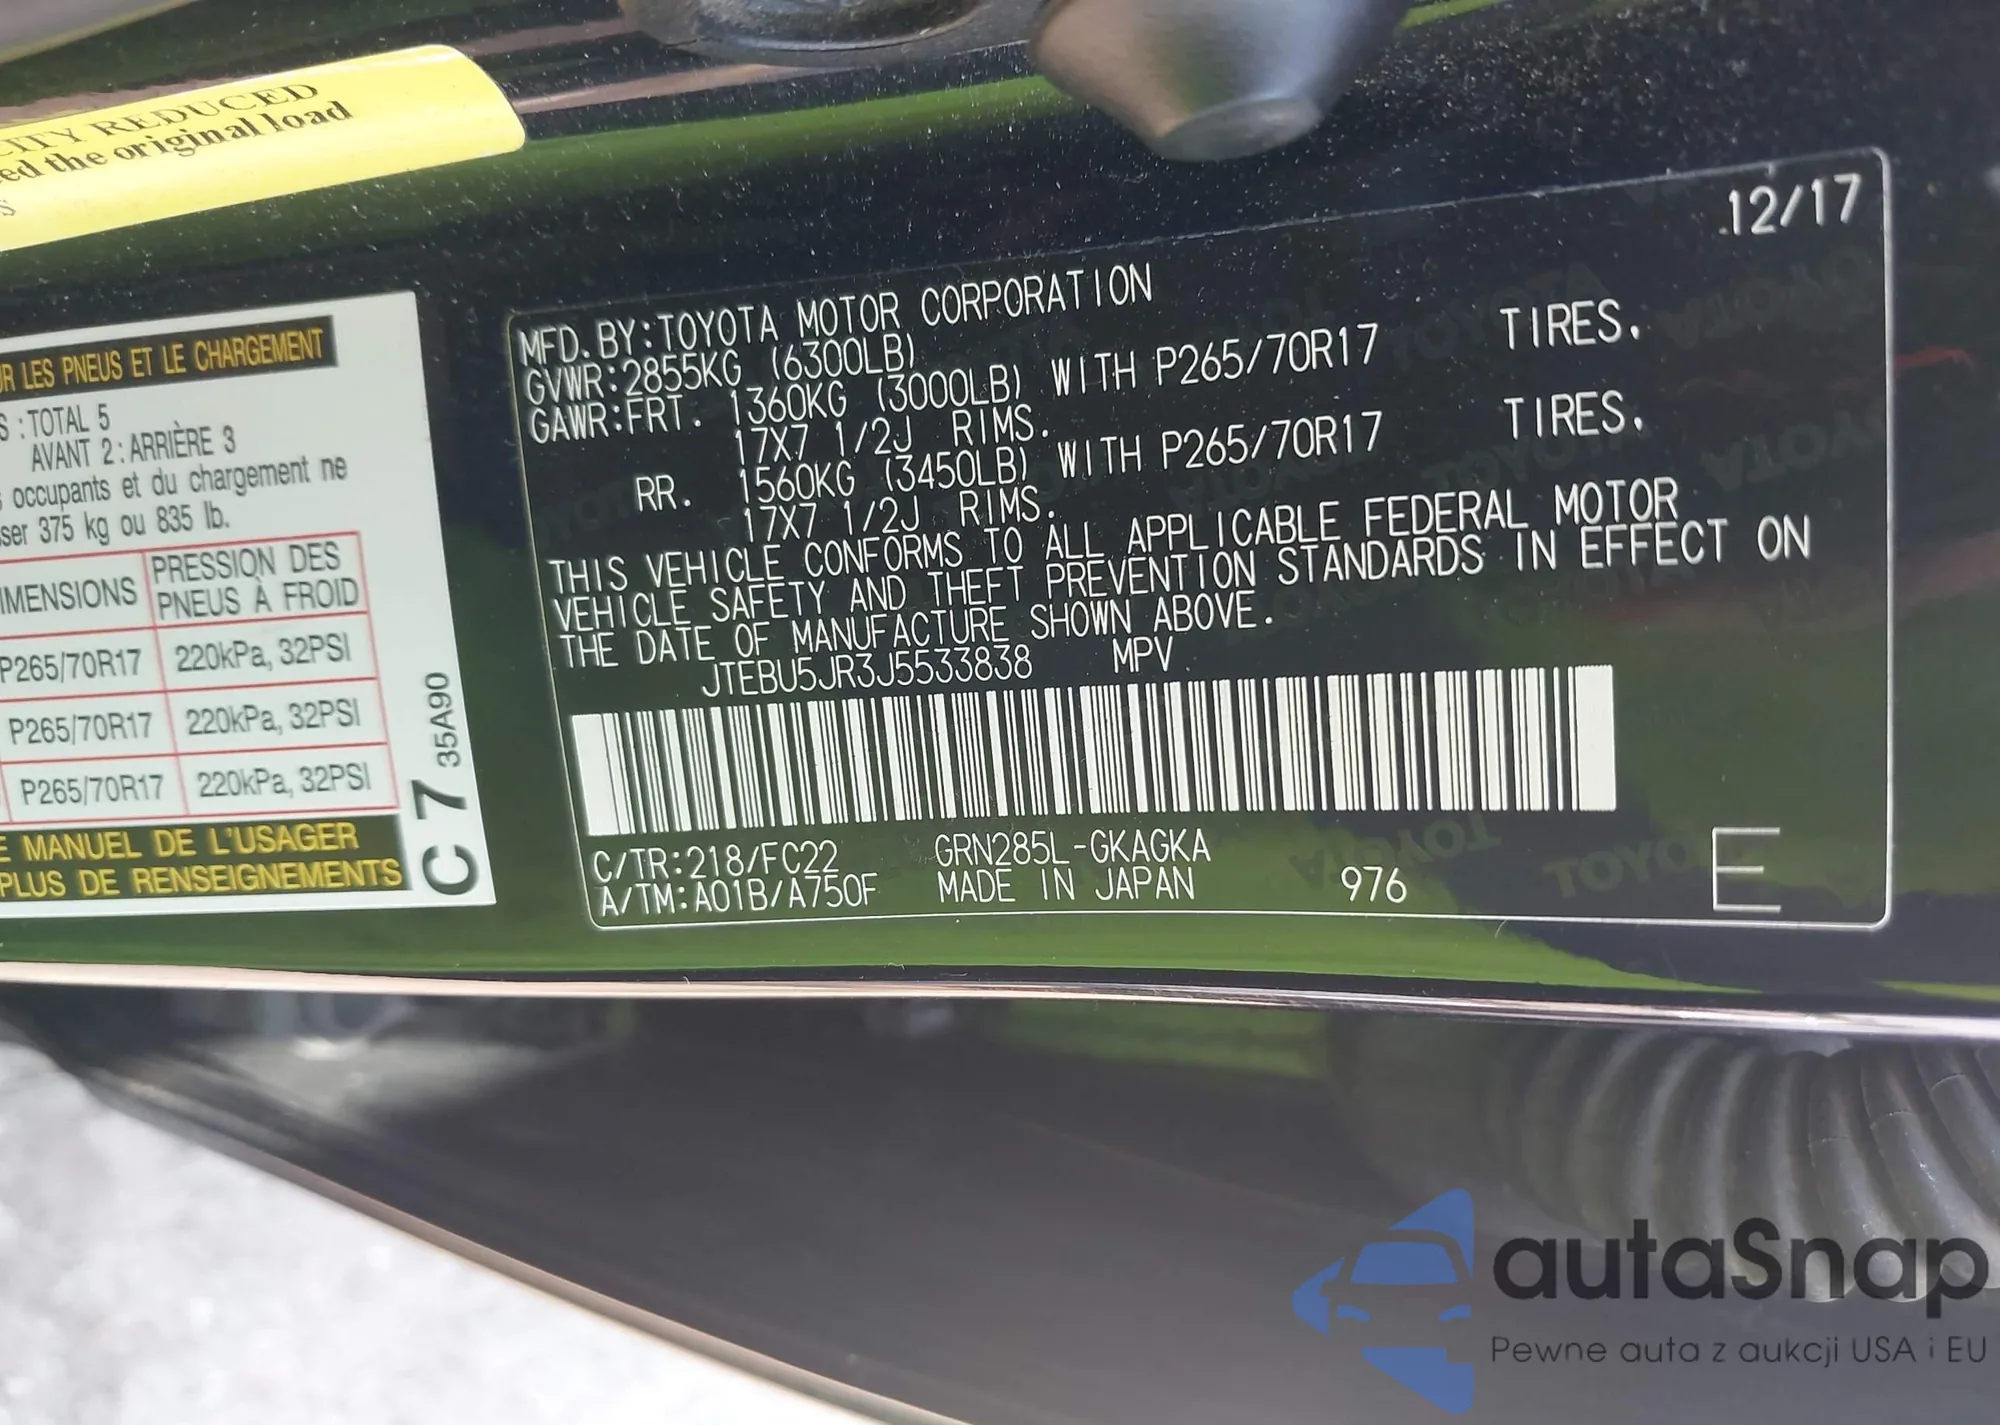 CITY REDUCED
ed the original load
s
R LES PNEUS ET LE CHARGEMENT
S : TOTAL 5
AVANT 2 : ARRIÈRE 3
s occupants et du chargement ne
sser 375 kg ou 835 lb.
IMENSIONS
PRESSION DES
PNEUS À FROID
P265/70R17 220kPa, 32PSI
P265/70R17 220kPa, 32PSI
P265/70R17 220kPa, 32PSI
E MANUEL DE L'USAGER
PLUS DE RENSEIGNEMENTS
C 7 35A90
12/17
MFD. BY:TOYOTA MOTOR CORPORATION
GVWR:2855KG (6300LB)
GAWR:FRT. 1360KG (3000LB) WITH P265/70R17 TIRES.
17X7 1/2J RIMS.
RR. 1560KG (3450LB) WITH P265/70R17 TIRES.
17X7 1/2J RIMS.
THIS VEHICLE CONFORMS TO ALL APPLICABLE FEDERAL MOTOR
VEHICLE SAFETY AND THEFT PREVENTION STANDARDS IN EFFECT ON
THE DATE OF MANUFACTURE SHOWN ABOVE.
JTEBU5JR3J5533838 MPV
C/TR:218/FC22 GRN285L-GKAGKA
A/TM:A01B/A750F MADE IN JAPAN 976 E
autaSnap
Pewne auta z aukcji USA i EU